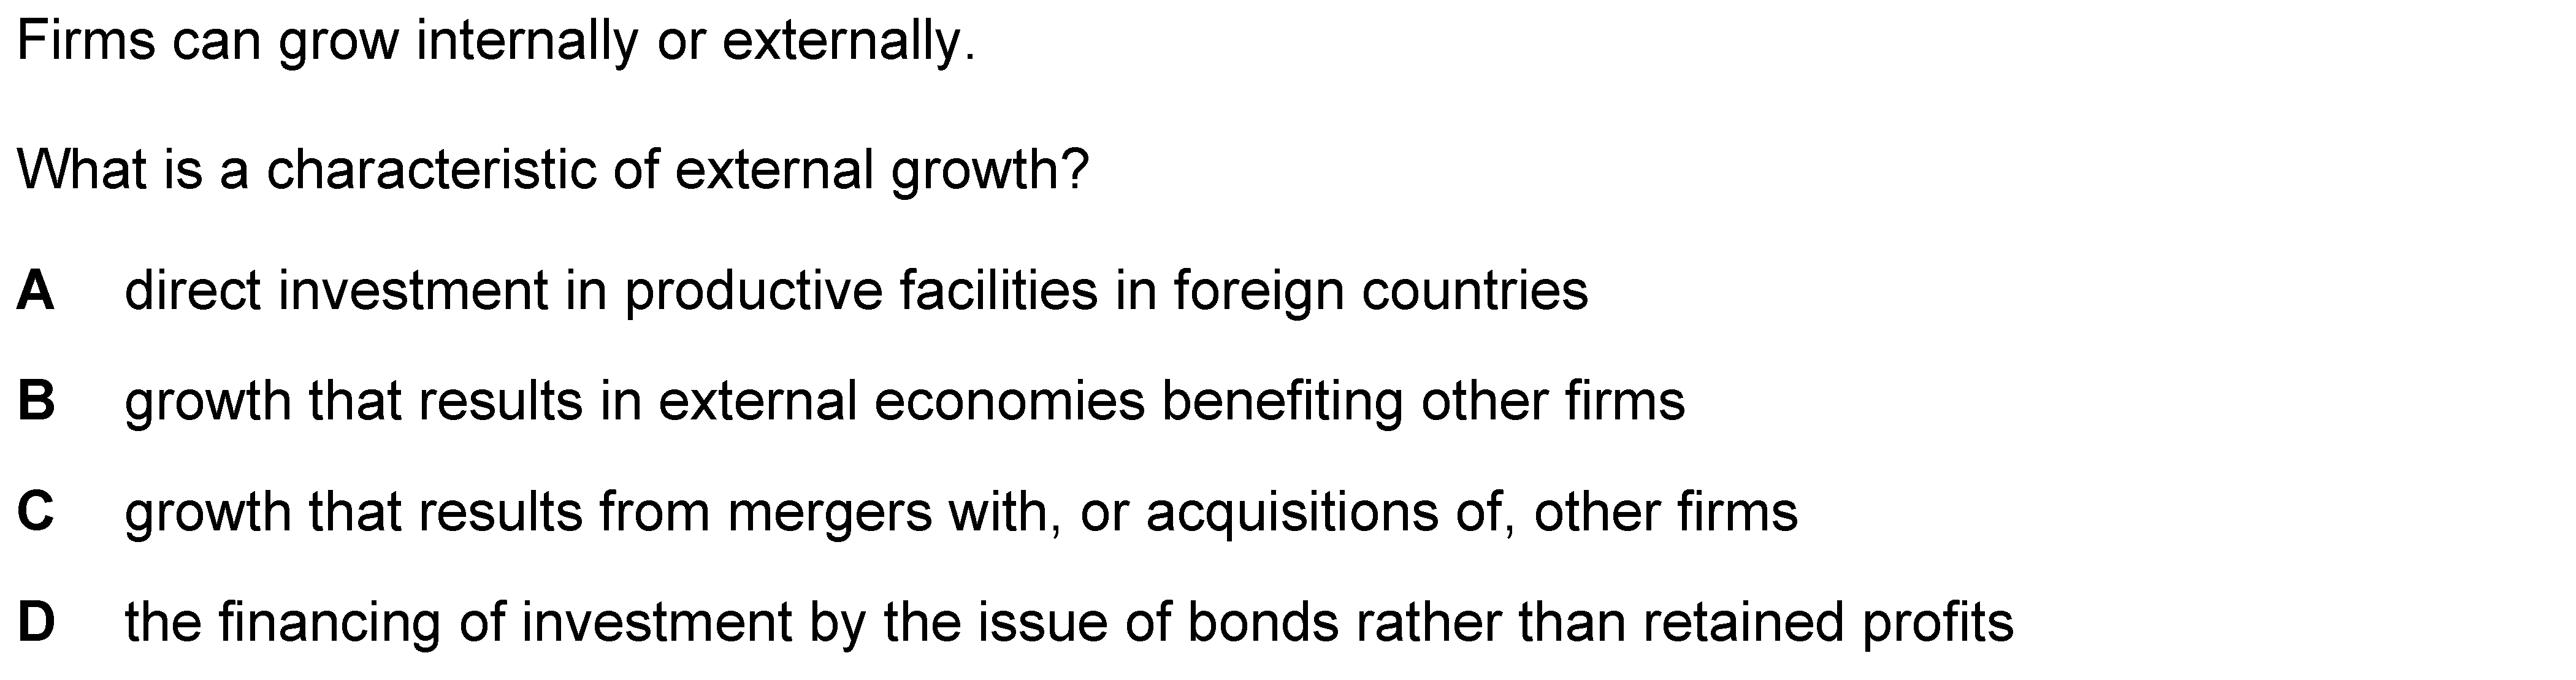 Firms can grow internally or externally.
What is a characteristic of external growth?
A direct investment in productive facilities in foreign countries
B growth that results in external economies benefiting other firms
C growth that results from mergers with, or acquisitions of, other firms
D the financing of investment by the issue of bonds rather than retained profits